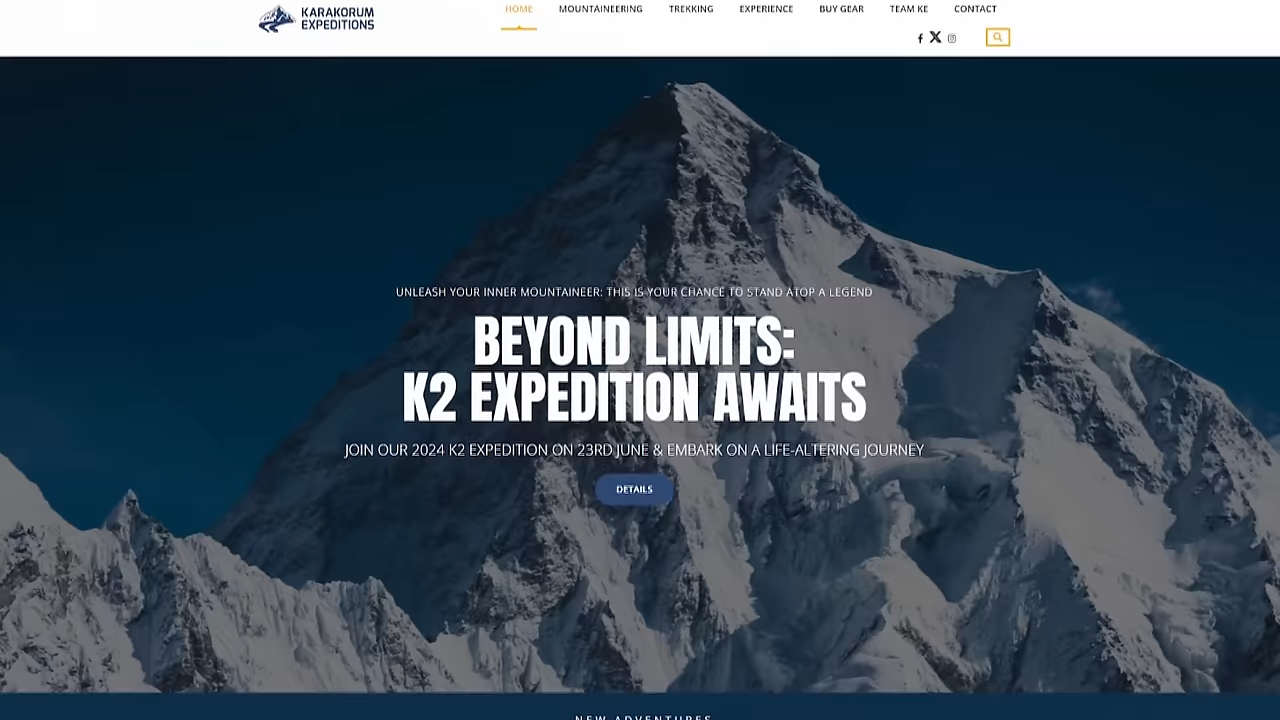 KARAKORUM
EXPEDITIONS
HOME MOUNTAINEERING TREKKING EXPERIENCE BUY GEAR TEAM KE CONTACT
UNLEASH YOUR INNER MOUNTAINEER: THIS IS YOUR CHANCE TO STAND ATOP A LEGEND
BEYOND LIMITS:
K2 EXPEDITION AWAITS
JOIN OUR 2024 K2 EXPEDITION ON 23RD JUNE & EMBARK ON A LIFE-ALTERING JOURNEY
DETAILS
NEW ADVENTURES